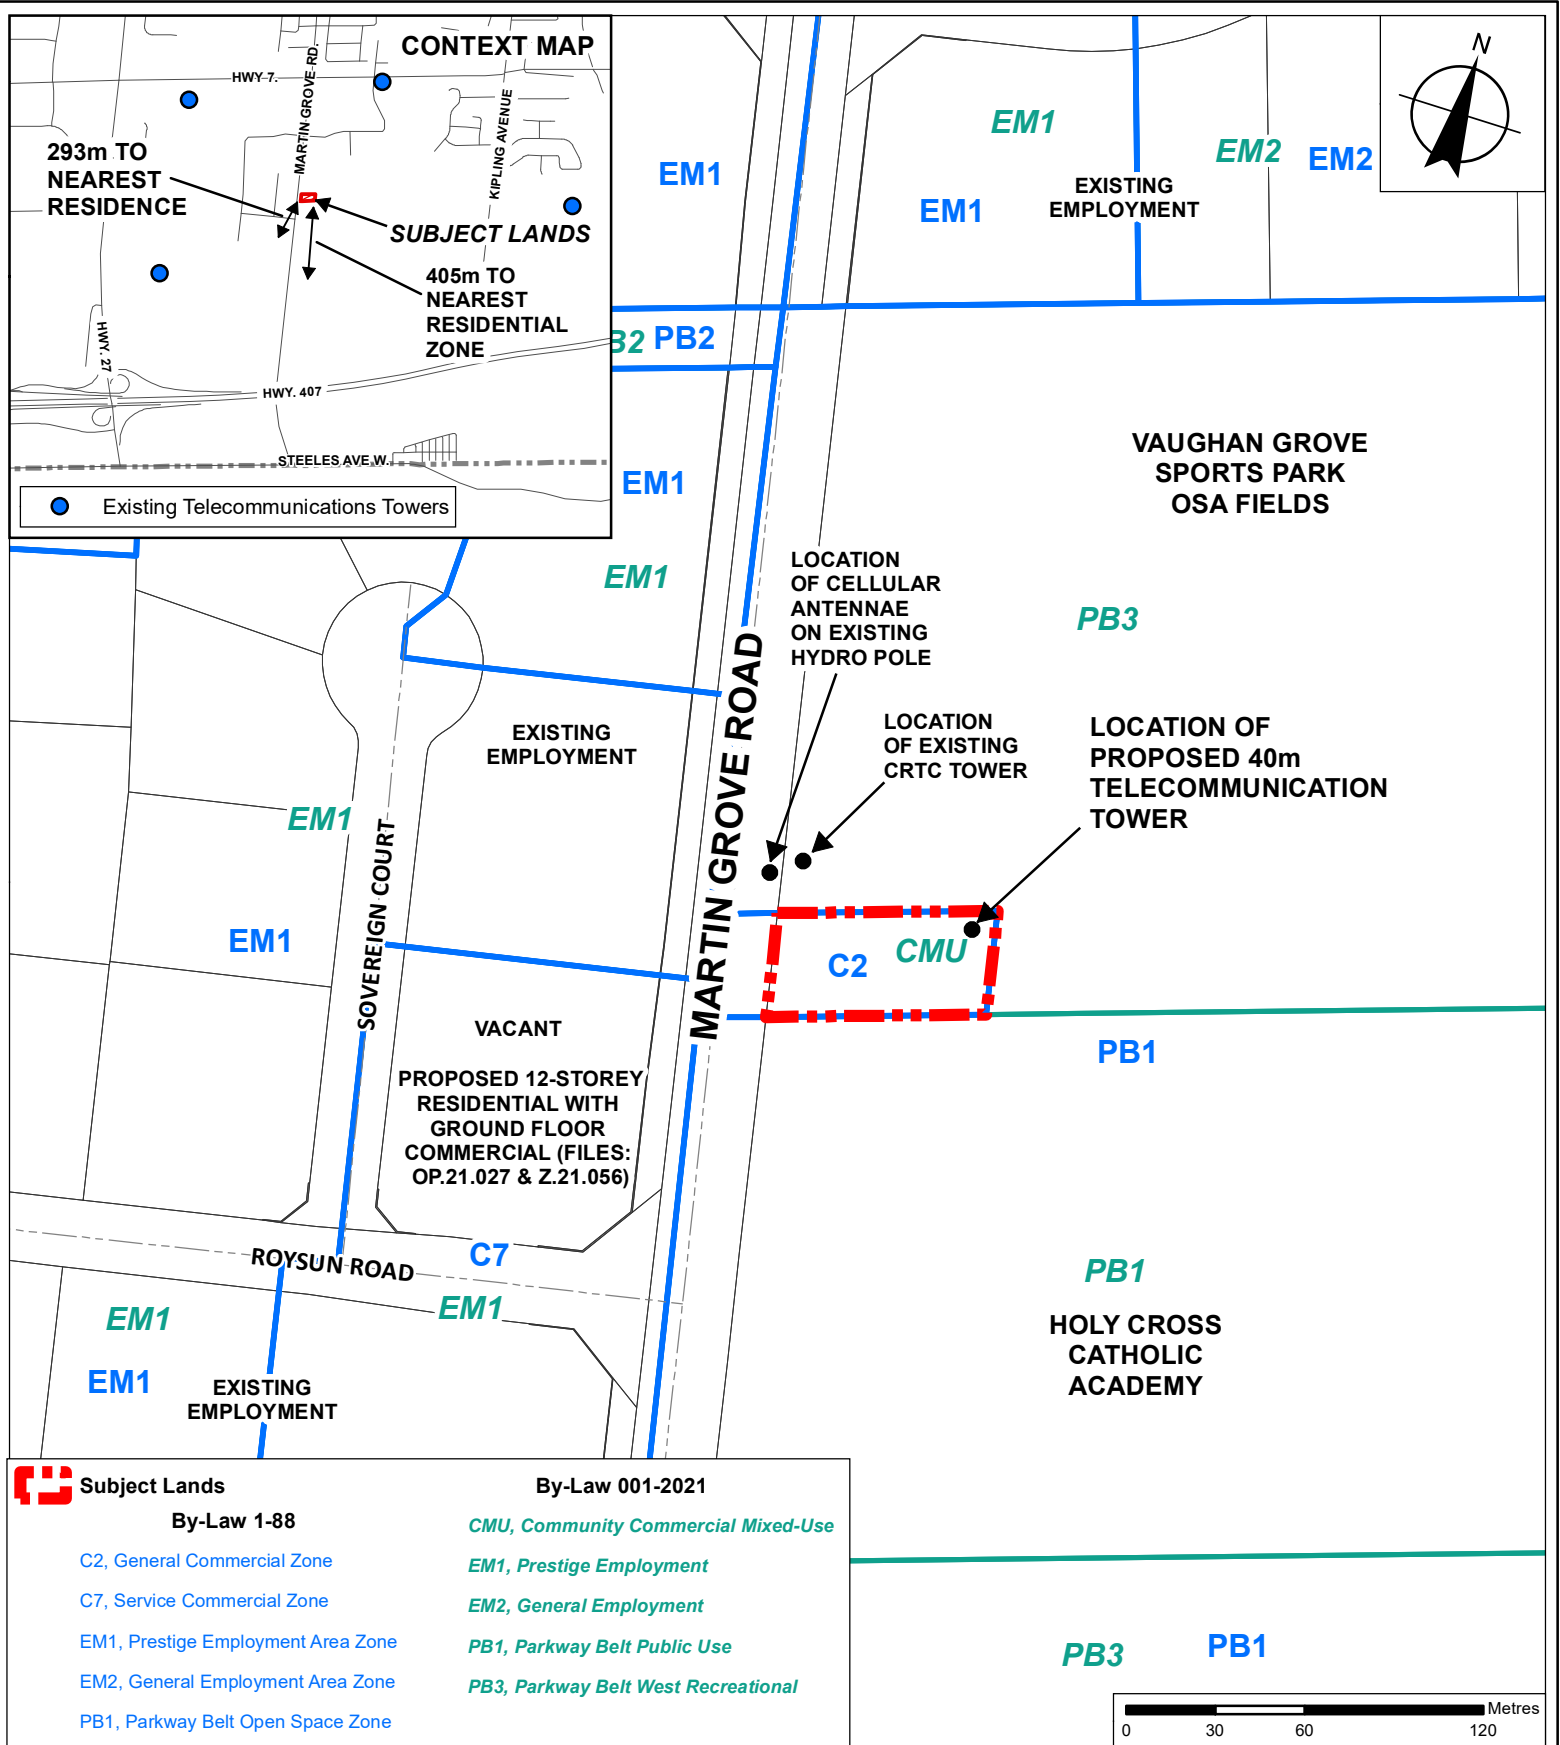 CONTEXT MAP
HWY 7.
MARTIN GROVE RD.
KIPLING AVENUE
293m TO
NEAREST
RESIDENCE
SUBJECT LANDS
405m TO
NEAREST
RESIDENTIAL
ZONE
HWY. 27
HWY. 407
STEELES AVE W.
Existing Telecommunications Towers
N
EM1
EM1
EM2
EM2
EM1
EXISTING
EMPLOYMENT
B2
PB2
EM1
EM1
VAUGHAN GROVE
SPORTS PARK
OSA FIELDS
LOCATION
OF CELLULAR
ANTENNAE
ON EXISTING
HYDRO POLE
PB3
LOCATION
OF EXISTING
CRTC TOWER
LOCATION OF
PROPOSED 40m
TELECOMMUNICATION
TOWER
EXISTING
EMPLOYMENT
MARTIN GROVE ROAD
EM1
SOVEREIGN COURT
EM1
C2
CMU
VACANT
PROPOSED 12-STOREY
RESIDENTIAL WITH
GROUND FLOOR
COMMERCIAL (FILES:
OP.21.027 & Z.21.056)
PB1
ROYSUN ROAD
C7
EM1
EM1
EM1
EXISTING
EMPLOYMENT
PB1
HOLY CROSS
CATHOLIC
ACADEMY
PB3
PB1
Subject Lands
By-Law 1-88
C2, General Commercial Zone
C7, Service Commercial Zone
EM1, Prestige Employment Area Zone
EM2, General Employment Area Zone
PB1, Parkway Belt Open Space Zone
By-Law 001-2021
CMU, Community Commercial Mixed-Use
EM1, Prestige Employment
EM2, General Employment
PB1, Parkway Belt Public Use
PB3, Parkway Belt West Recreational
Metres
0 30 60 120